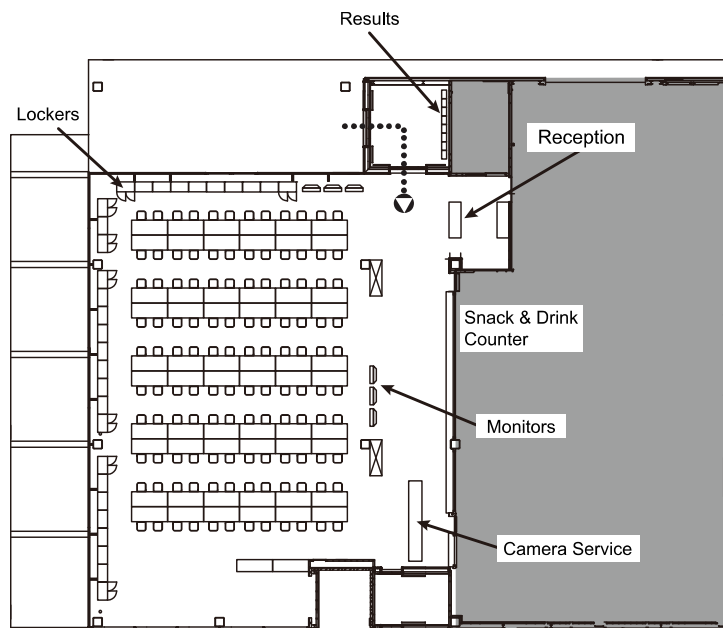 Results
Lockers
Reception
Snack & Drink
Counter
Monitors
Camera Service